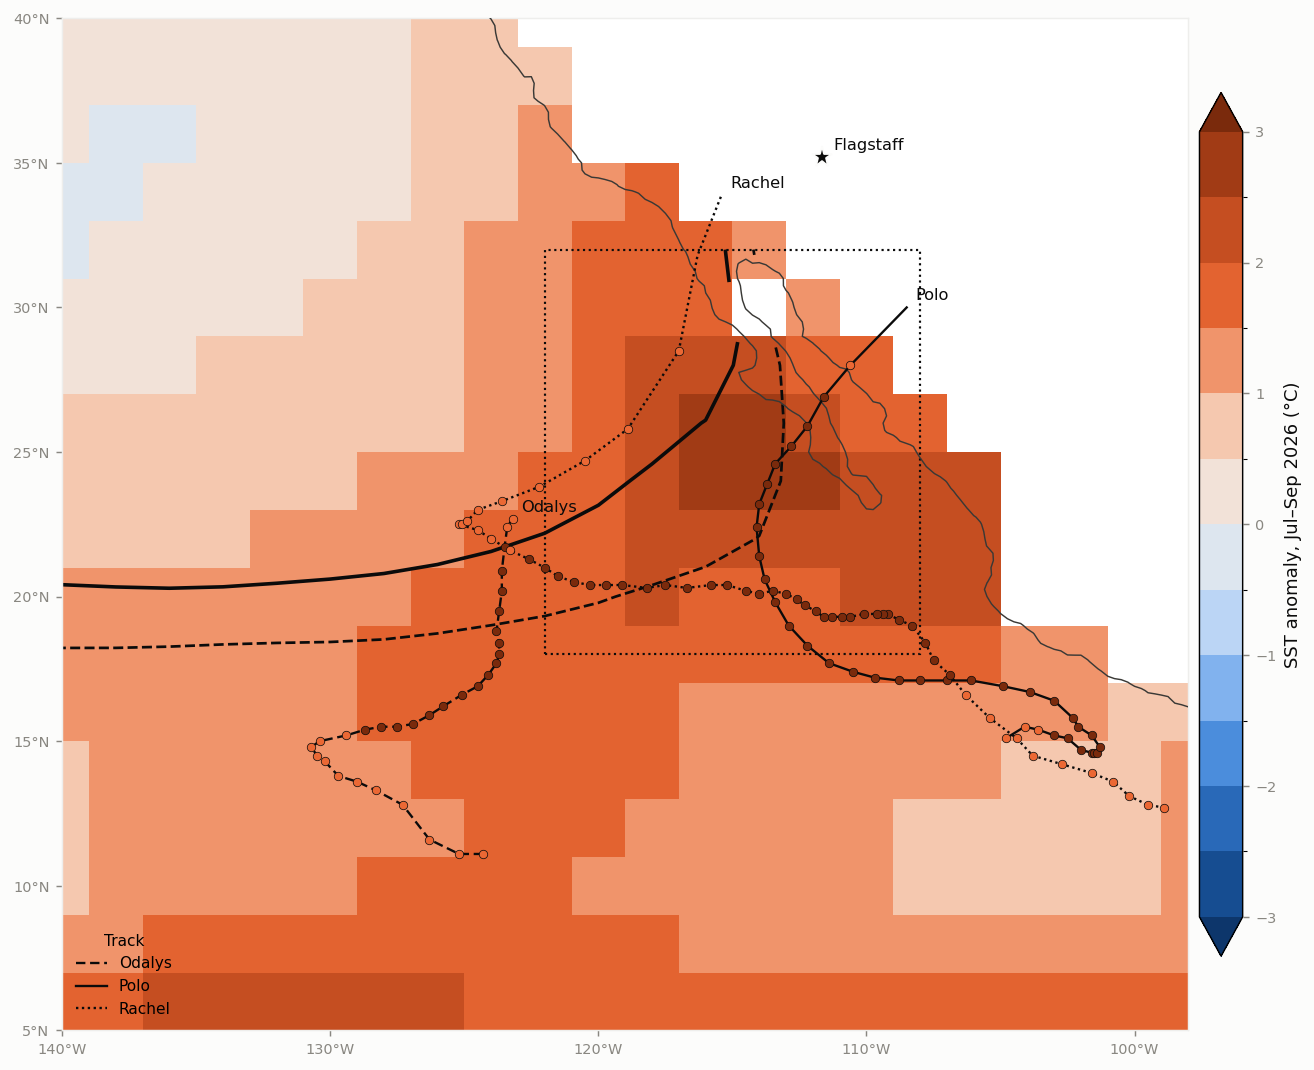 40°N
35°N
30°N
25°N
20°N
15°N
10°N
5°N
140°W
130°W
120°W
110°W
100°W
Flagstaff
Rachel
Polo
Odalys
Track
Odalys
Polo
Rachel
3
2
1
0
−1
−2
−3
SST anomaly, Jul–Sep 2026 (°C)